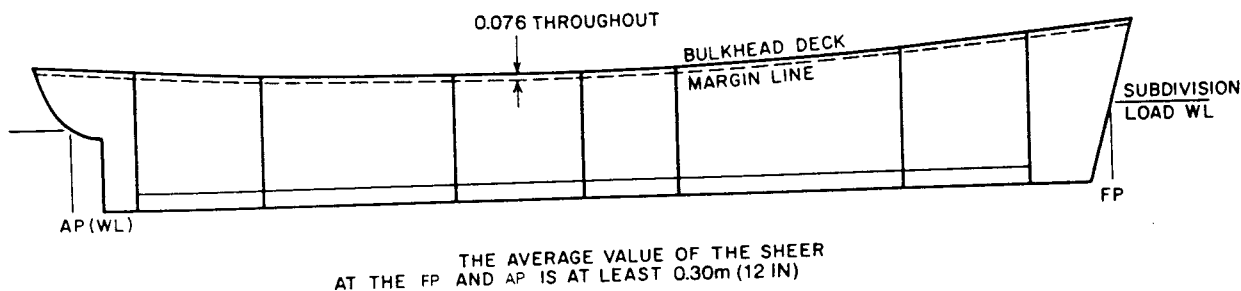 0.076 THROUGHOUT
BULKHEAD DECK
MARGIN LINE
SUBDIVISION
LOAD WL
AP (WL)
FP
THE AVERAGE VALUE OF THE SHEER
AT THE FP AND AP IS AT LEAST 0.30m (12 IN)